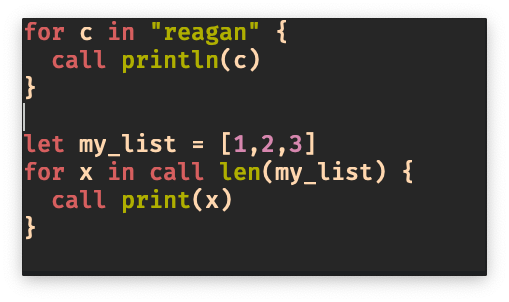 for c in "reagan" {
  call println(c)
}
let my_list = [1,2,3]
for x in call len(my_list) {
  call print(x)
}